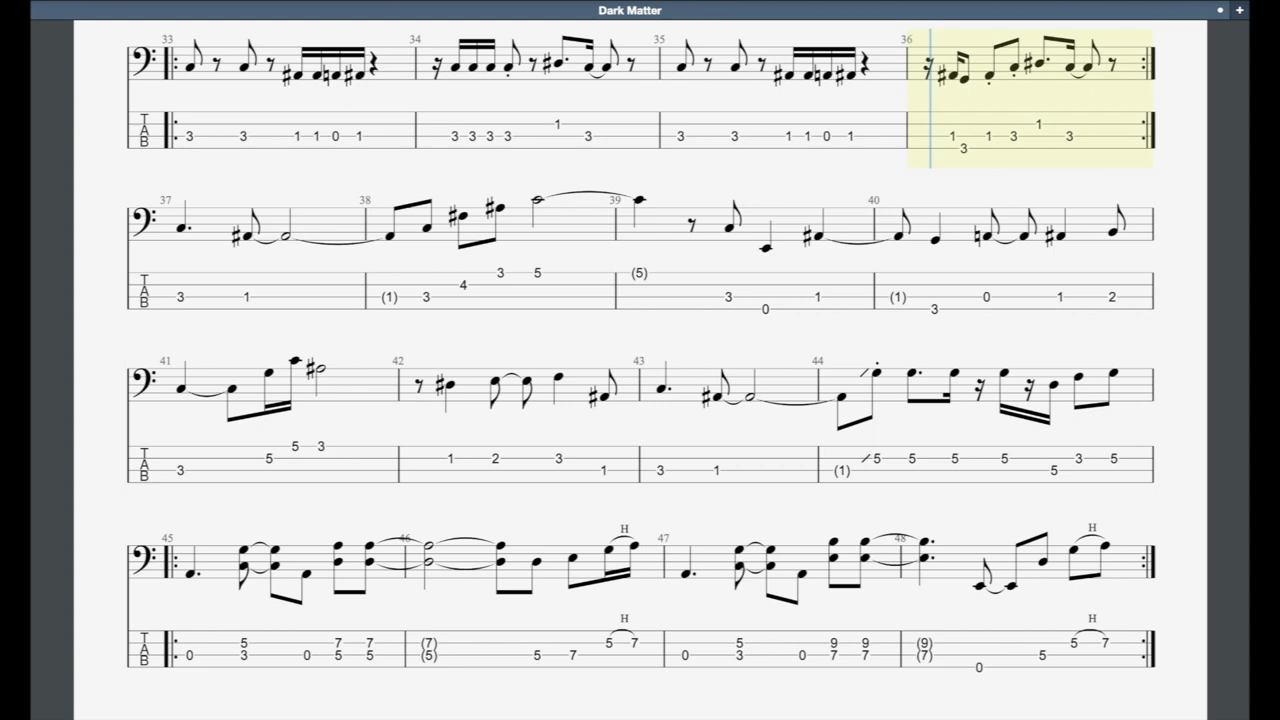 Dark Matter
33 34 35 36
T
A
B
3 3 1 1 0 1 3 3 3 3 1 3 3 3 1 1 0 1 1 3 1 3 1 3
37 38 39 40
T
A
B
3 1 (1) 3 4 3 5 (5) 3 0 1 (1) 3 0 1 2
41 42 43 44
T
A
B
3 5 5 3 1 2 3 1 3 1 (1) 5 5 5 5 5 3 5
45 46 47 48
H H
T
A
B
H H
0 5 3 0 7 5 7 5 (7) (5) 5 7 5 7 0 5 3 0 9 7 9 7 (9) (7) 0 5 5 7